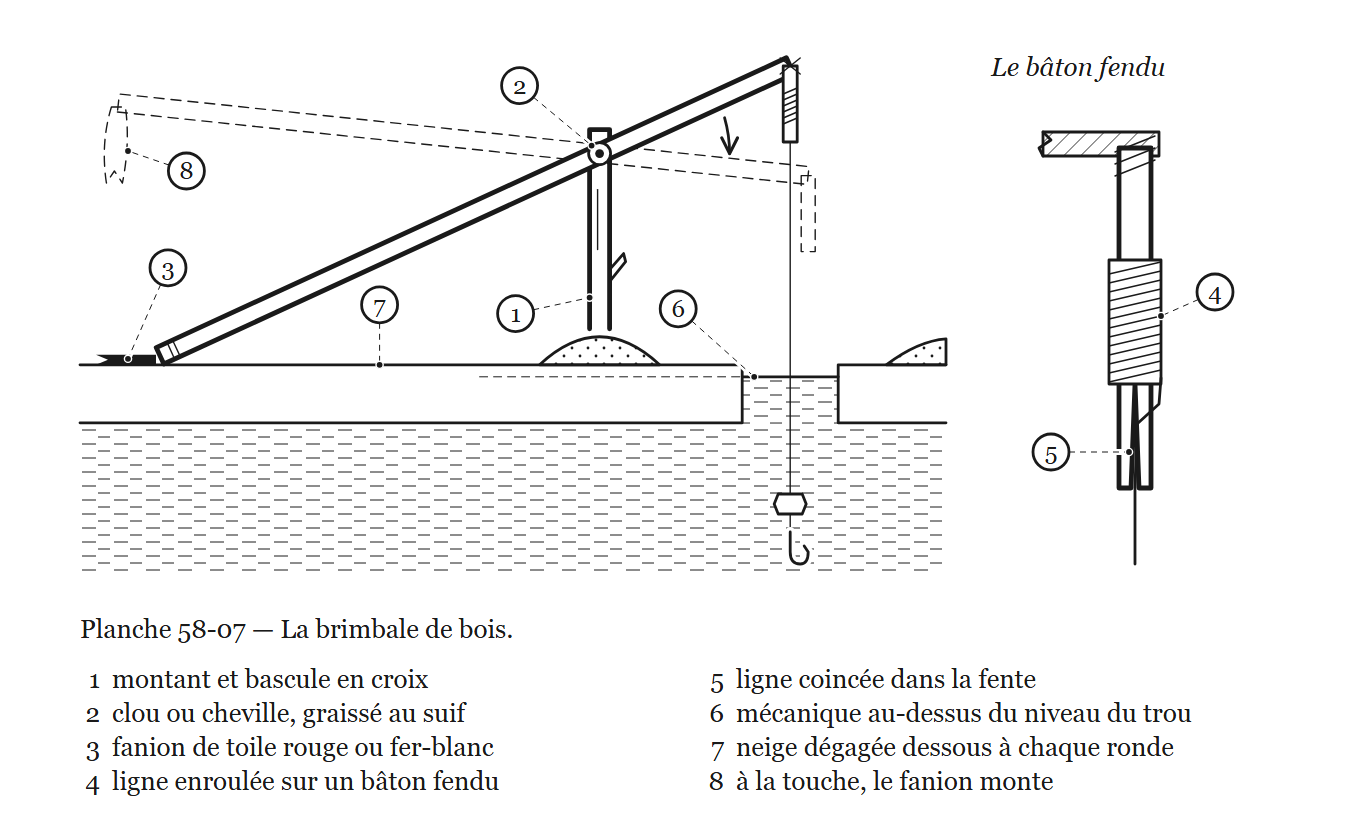 Le bâton fendu
2
8
3
7
1
6
4
5
Planche 58-07 — La brimbale de bois.
1 montant et bascule en croix
2 clou ou cheville, graissé au suif
3 fanion de toile rouge ou fer-blanc
4 ligne enroulée sur un bâton fendu
5 ligne coincée dans la fente
6 mécanique au-dessus du niveau du trou
7 neige dégagée dessous à chaque ronde
8 à la touche, le fanion monte